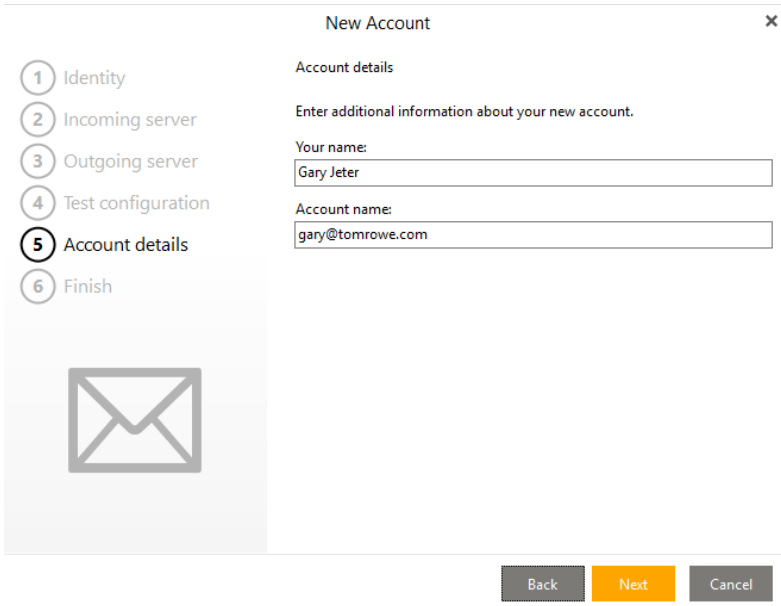 New Account
1 Identity
2 Incoming server
3 Outgoing server
4 Test configuration
5 Account details
6 Finish
Account details
Enter additional information about your new account.
Your name:
Gary Jeter
Account name:
gary@tomrowe.com
Back Next Cancel